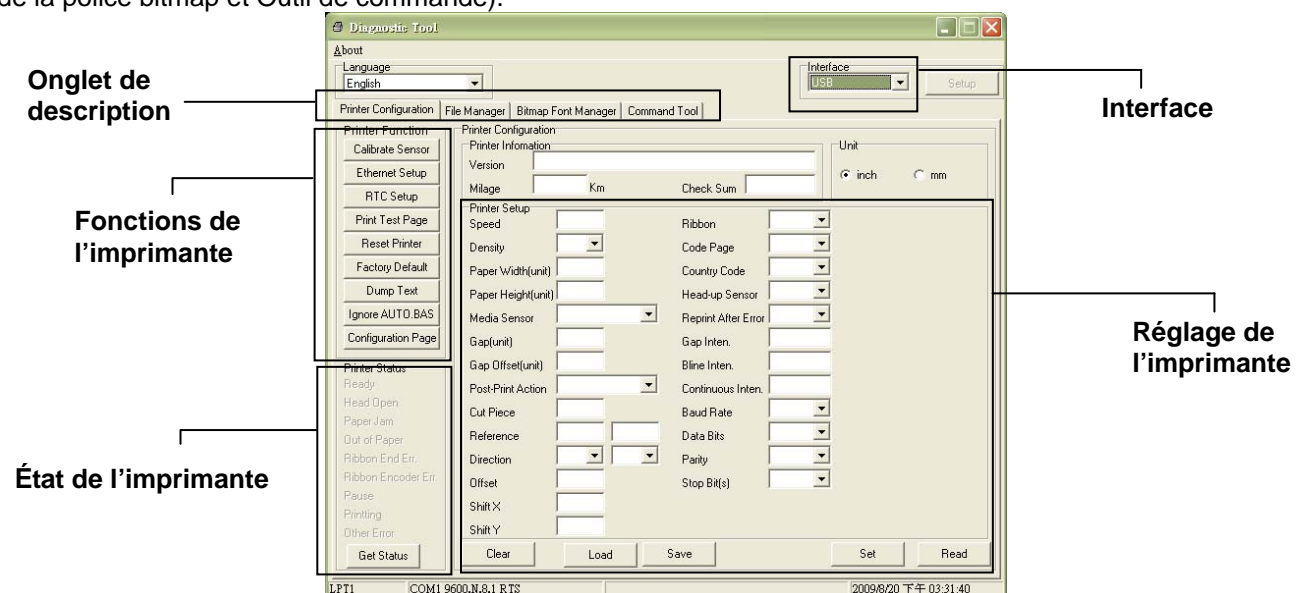 de la police bitmap et Outil de commande).
Diagnostic Tool
About
Language
English
Interface
USB
Setup
Onglet de
description
Interface
Printer Configuration
File Manager
Bitmap Font Manager
Command Tool
Printer Function
Calibrate Sensor
Ethernet Setup
RTC Setup
Print Test Page
Reset Printer
Factory Default
Dump Text
Ignore AUTO.BAS
Configuration Page
Fonctions de
l’imprimante
Printer Configuration
Printer Infomation
Version
Milage
Km
Check Sum
Unit
inch
mm
Printer Setup
Speed
Density
Paper Width(unit)
Paper Height(unit)
Media Sensor
Gap(unit)
Gap Offset(unit)
Post-Print Action
Cut Piece
Reference
Direction
Offset
Shift X
Shift Y
Ribbon
Code Page
Country Code
Head-up Sensor
Reprint After Error
Gap Inten.
Bline Inten.
Continuous Inten.
Baud Rate
Data Bits
Parity
Stop Bit(s)
Réglage de
l’imprimante
Printer Status
Ready
Head Open
Paper Jam
Out of Paper
Ribbon End Err.
Ribbon Encoder Err.
Pause
Printting
Other Error
Get Status
État de l’imprimante
Clear
Load
Save
Set
Read
LPT1
COM1 9600,N,8,1 RTS
2009/8/20 下午 03:31:40